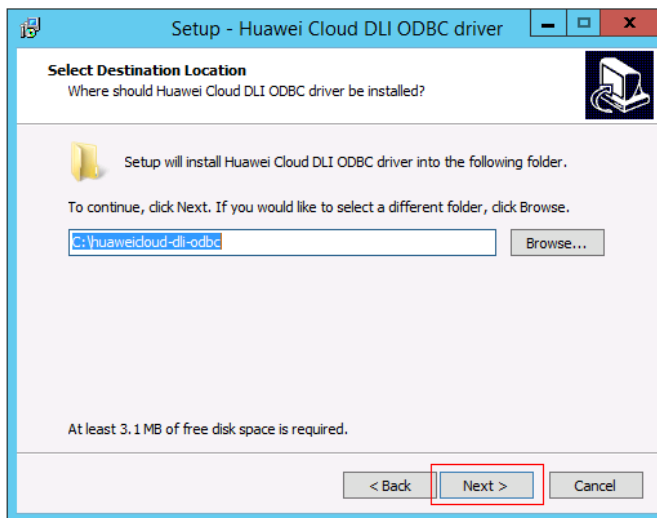 Setup - Huawei Cloud DLI ODBC driver
Select Destination Location
Where should Huawei Cloud DLI ODBC driver be installed?
Setup will install Huawei Cloud DLI ODBC driver into the following folder.
To continue, click Next. If you would like to select a different folder, click Browse.
C:\huaweicloud-dli-odbc
Browse...
At least 3.1 MB of free disk space is required.
< Back Next > Cancel